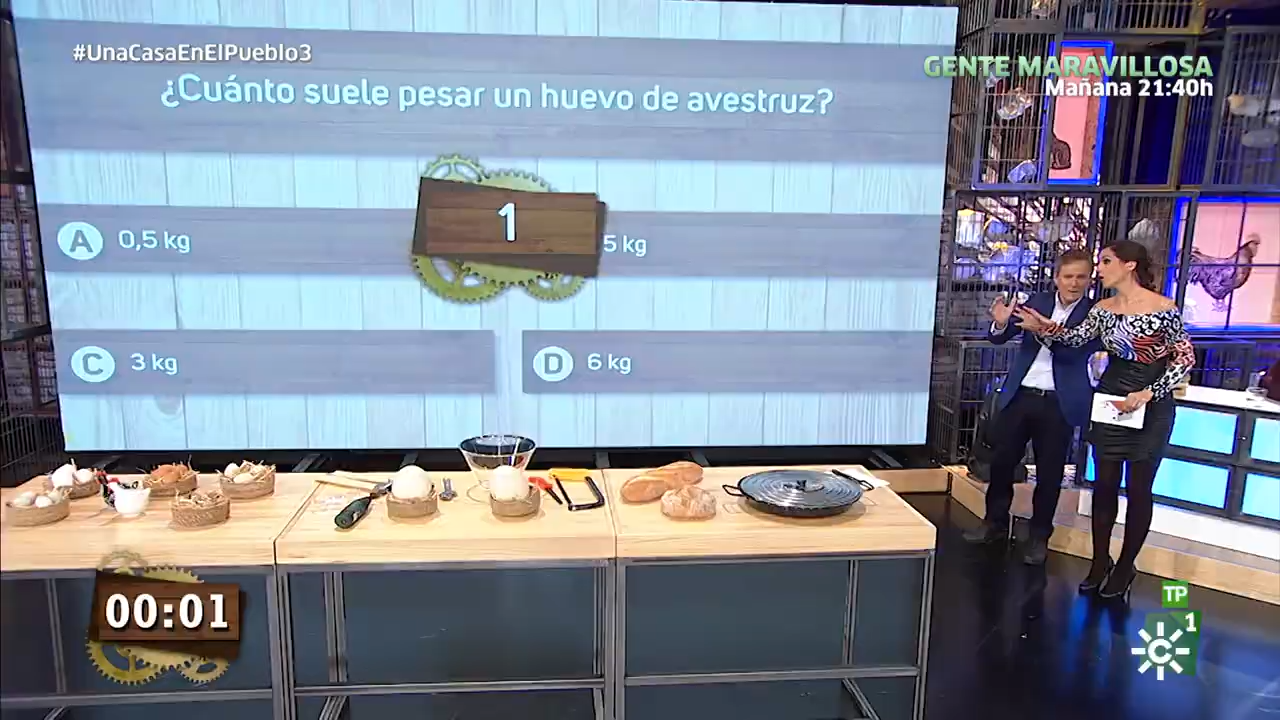 #UnaCasaEnElPueblo3
GENTE MARAVILLOSA
Mañana 21:40h
¿Cuánto suele pesar un huevo de avestruz?
1
A 0,5 kg
5 kg
C 3 kg
D 6 kg
00:01
TP
1